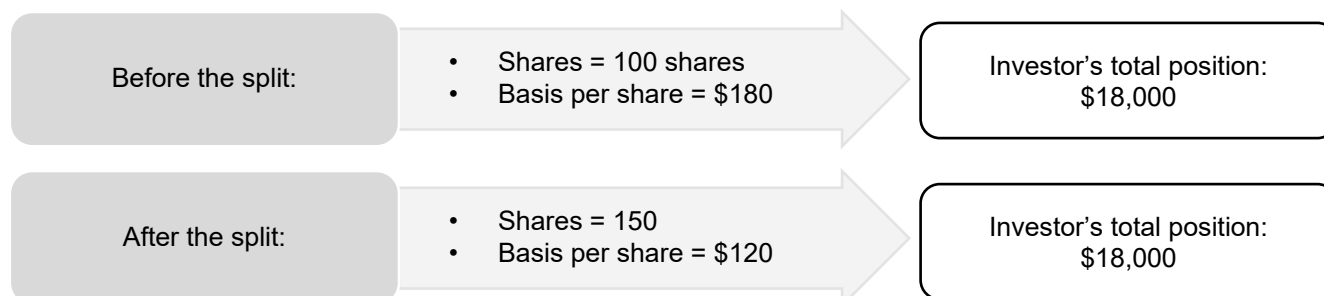 Before the split:
• Shares = 100 shares
• Basis per share = $180
Investor’s total position:
$18,000
After the split:
• Shares = 150
• Basis per share = $120
Investor’s total position:
$18,000